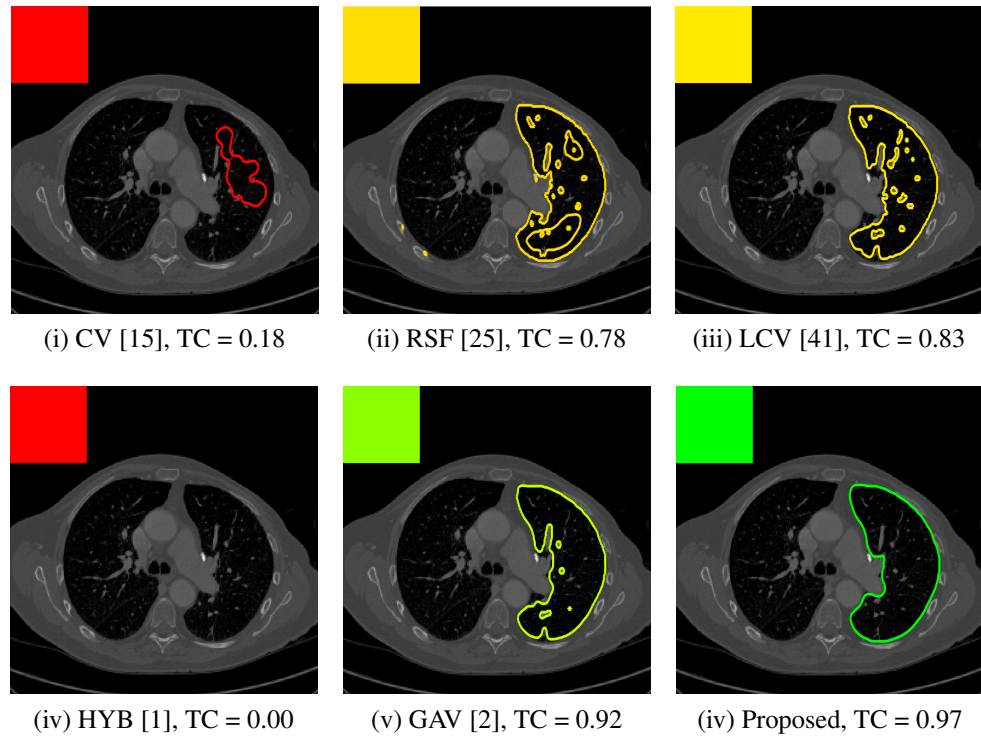 (i) CV [15], TC = 0.18
(ii) RSF [25], TC = 0.78
(iii) LCV [41], TC = 0.83
(iv) HYB [1], TC = 0.00
(v) GAV [2], TC = 0.92
(iv) Proposed, TC = 0.97